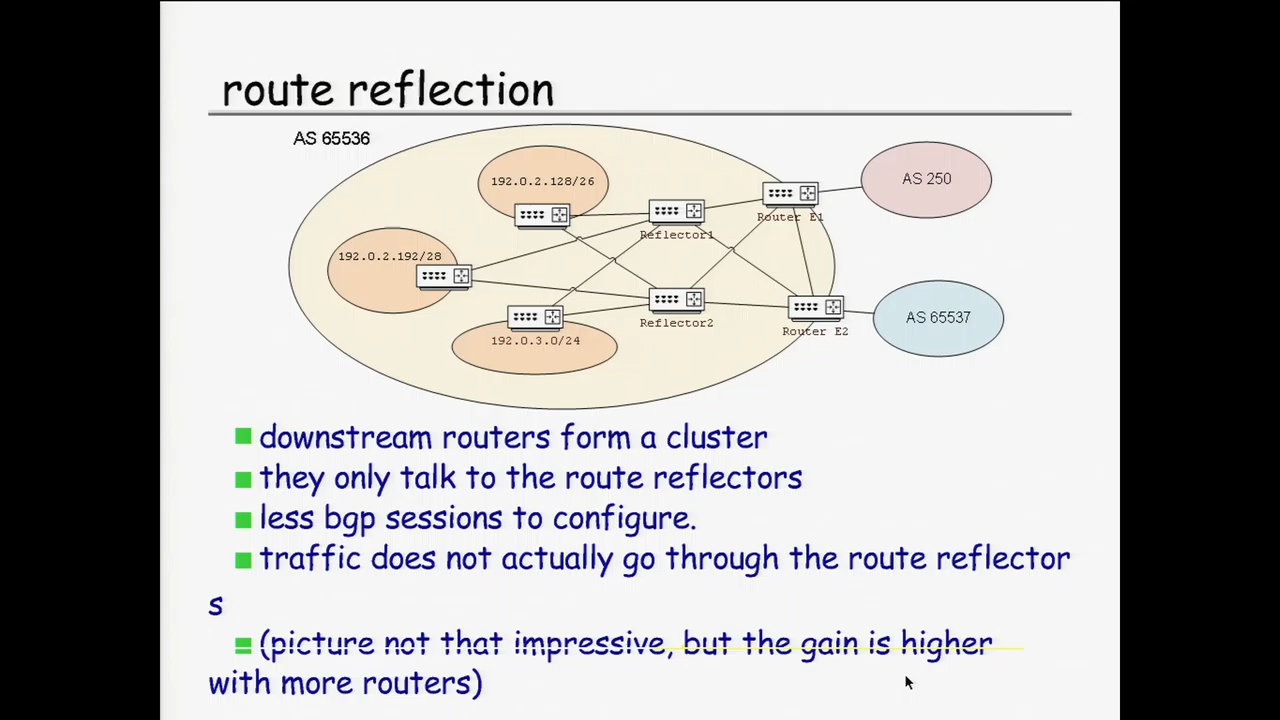 route reflection
AS 65536
192.0.2.128/26
AS 250
Router E1
Reflector1
192.0.2.192/28
Reflector2
AS 65537
Router E2
192.0.3.0/24
downstream routers form a cluster
they only talk to the route reflectors
less bgp sessions to configure.
traffic does not actually go through the route reflector
s
(picture not that impressive, but the gain is higher
with more routers)